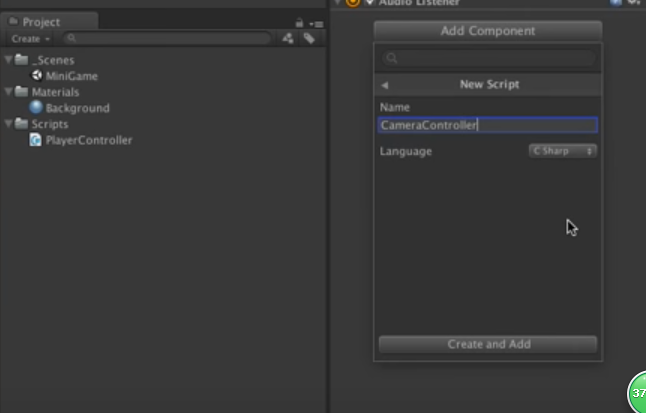 Project
Create
_Scenes
MiniGame
Materials
Background
Scripts
PlayerController
Audio Listener
Add Component
New Script
Name
CameraController
Language
C Sharp
Create and Add
37